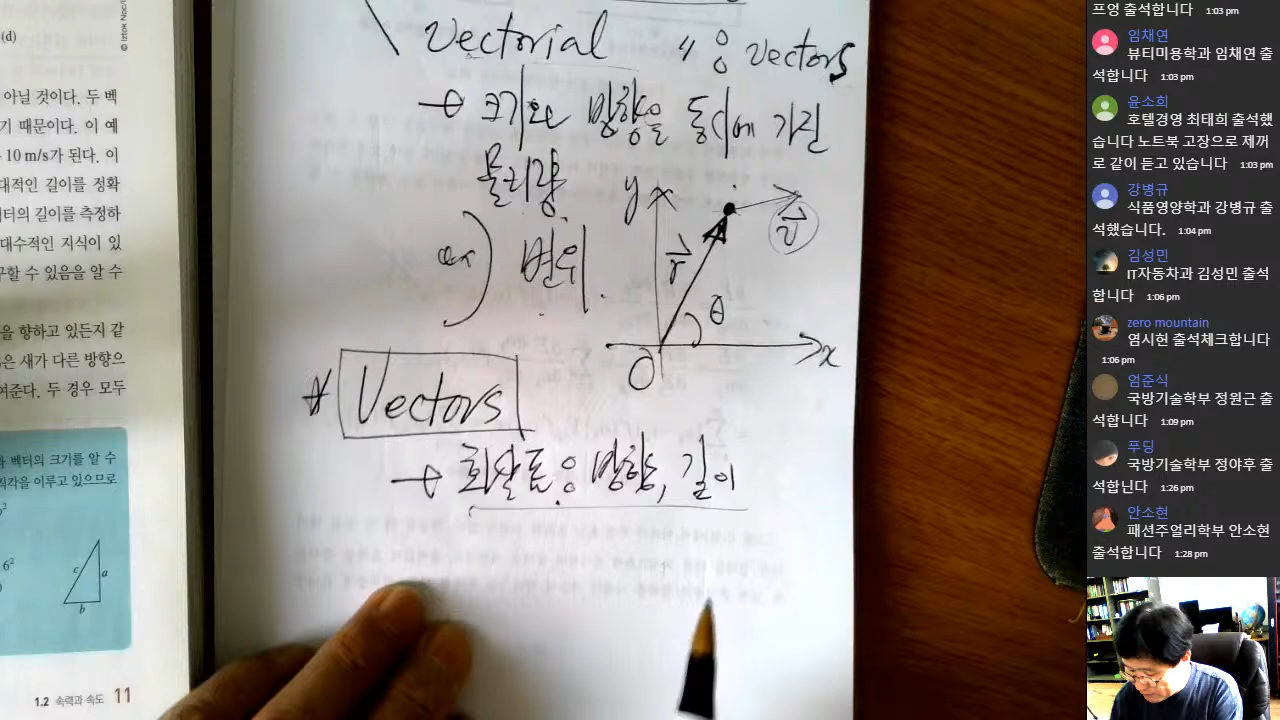 (d)
© Iztok Noc/
아닐 것이다. 두 벡
기 때문이다. 이 예
10 m/s가 된다. 이
대적인 길이를 정확
터의 길이를 측정하
대수적인 지식이 있
구할 수 있음을 알 수
을 향하고 있든지 같
은 새가 다른 방향으
여준다. 두 경우 모두
벡터의 크기를 알 수
직각을 이루고 있으므로
6²
c
a
b
1.2 속력과 속도 11
Vectorial 〃 ; vectors
→ 크기와 방향을 동시에 가진
물리량
ex) 변위
y
r
v
θ
x
O
* Vectors
→ 화살표; 방향, 길이
프엉 출석합니다 1:03 pm
임채연
뷰티미용학과 임채연 출
석합니다 1:03 pm
윤소희
호텔경영 최태희 출석했
습니다 노트북 고장으로 제꺼
로 같이 듣고 있습니다 1:03 pm
강병규
식품영양학과 강병규 출
석했습니다. 1:04 pm
김성민
IT자동차과 김성민 출석
합니다 1:06 pm
zero mountain
염시헌 출석체크합니다
1:06 pm
엄준식
국방기술학부 정원근 출
석합니다 1:09 pm
푸딩
국방기술학부 정야후 출
석합닌다 1:26 pm
안소현
패션주얼리학부 안소현
출석합니다 1:28 pm